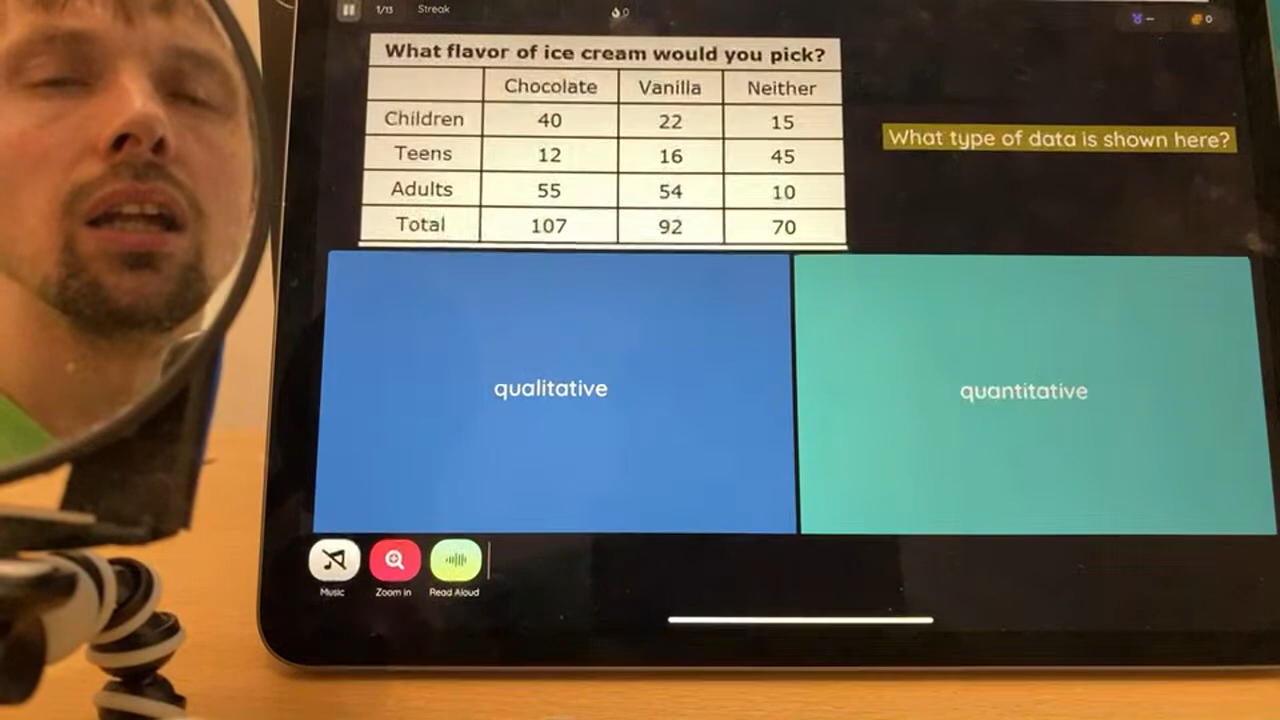 1/13 Streak 0 – 0
What flavor of ice cream would you pick?
Chocolate Vanilla Neither
Children 40 22 15
Teens 12 16 45
Adults 55 54 10
Total 107 92 70
What type of data is shown here?
qualitative
quantitative
Music Zoom in Read Aloud